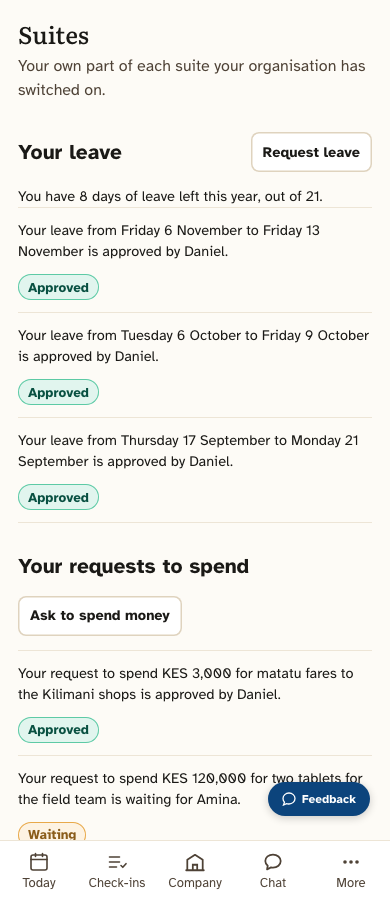 Suites
Your own part of each suite your organisation has
switched on.
Your leave
Request leave
You have 8 days of leave left this year, out of 21.
Your leave from Friday 6 November to Friday 13
November is approved by Daniel.
Approved
Your leave from Tuesday 6 October to Friday 9 October
is approved by Daniel.
Approved
Your leave from Thursday 17 September to Monday 21
September is approved by Daniel.
Approved
Your requests to spend
Ask to spend money
Your request to spend KES 3,000 for matatu fares to
the Kilimani shops is approved by Daniel.
Approved
Your request to spend KES 120,000 for two tablets for
the field team is waiting for Amina.
Feedback
Waiting
Today
Check-ins
Company
Chat
More